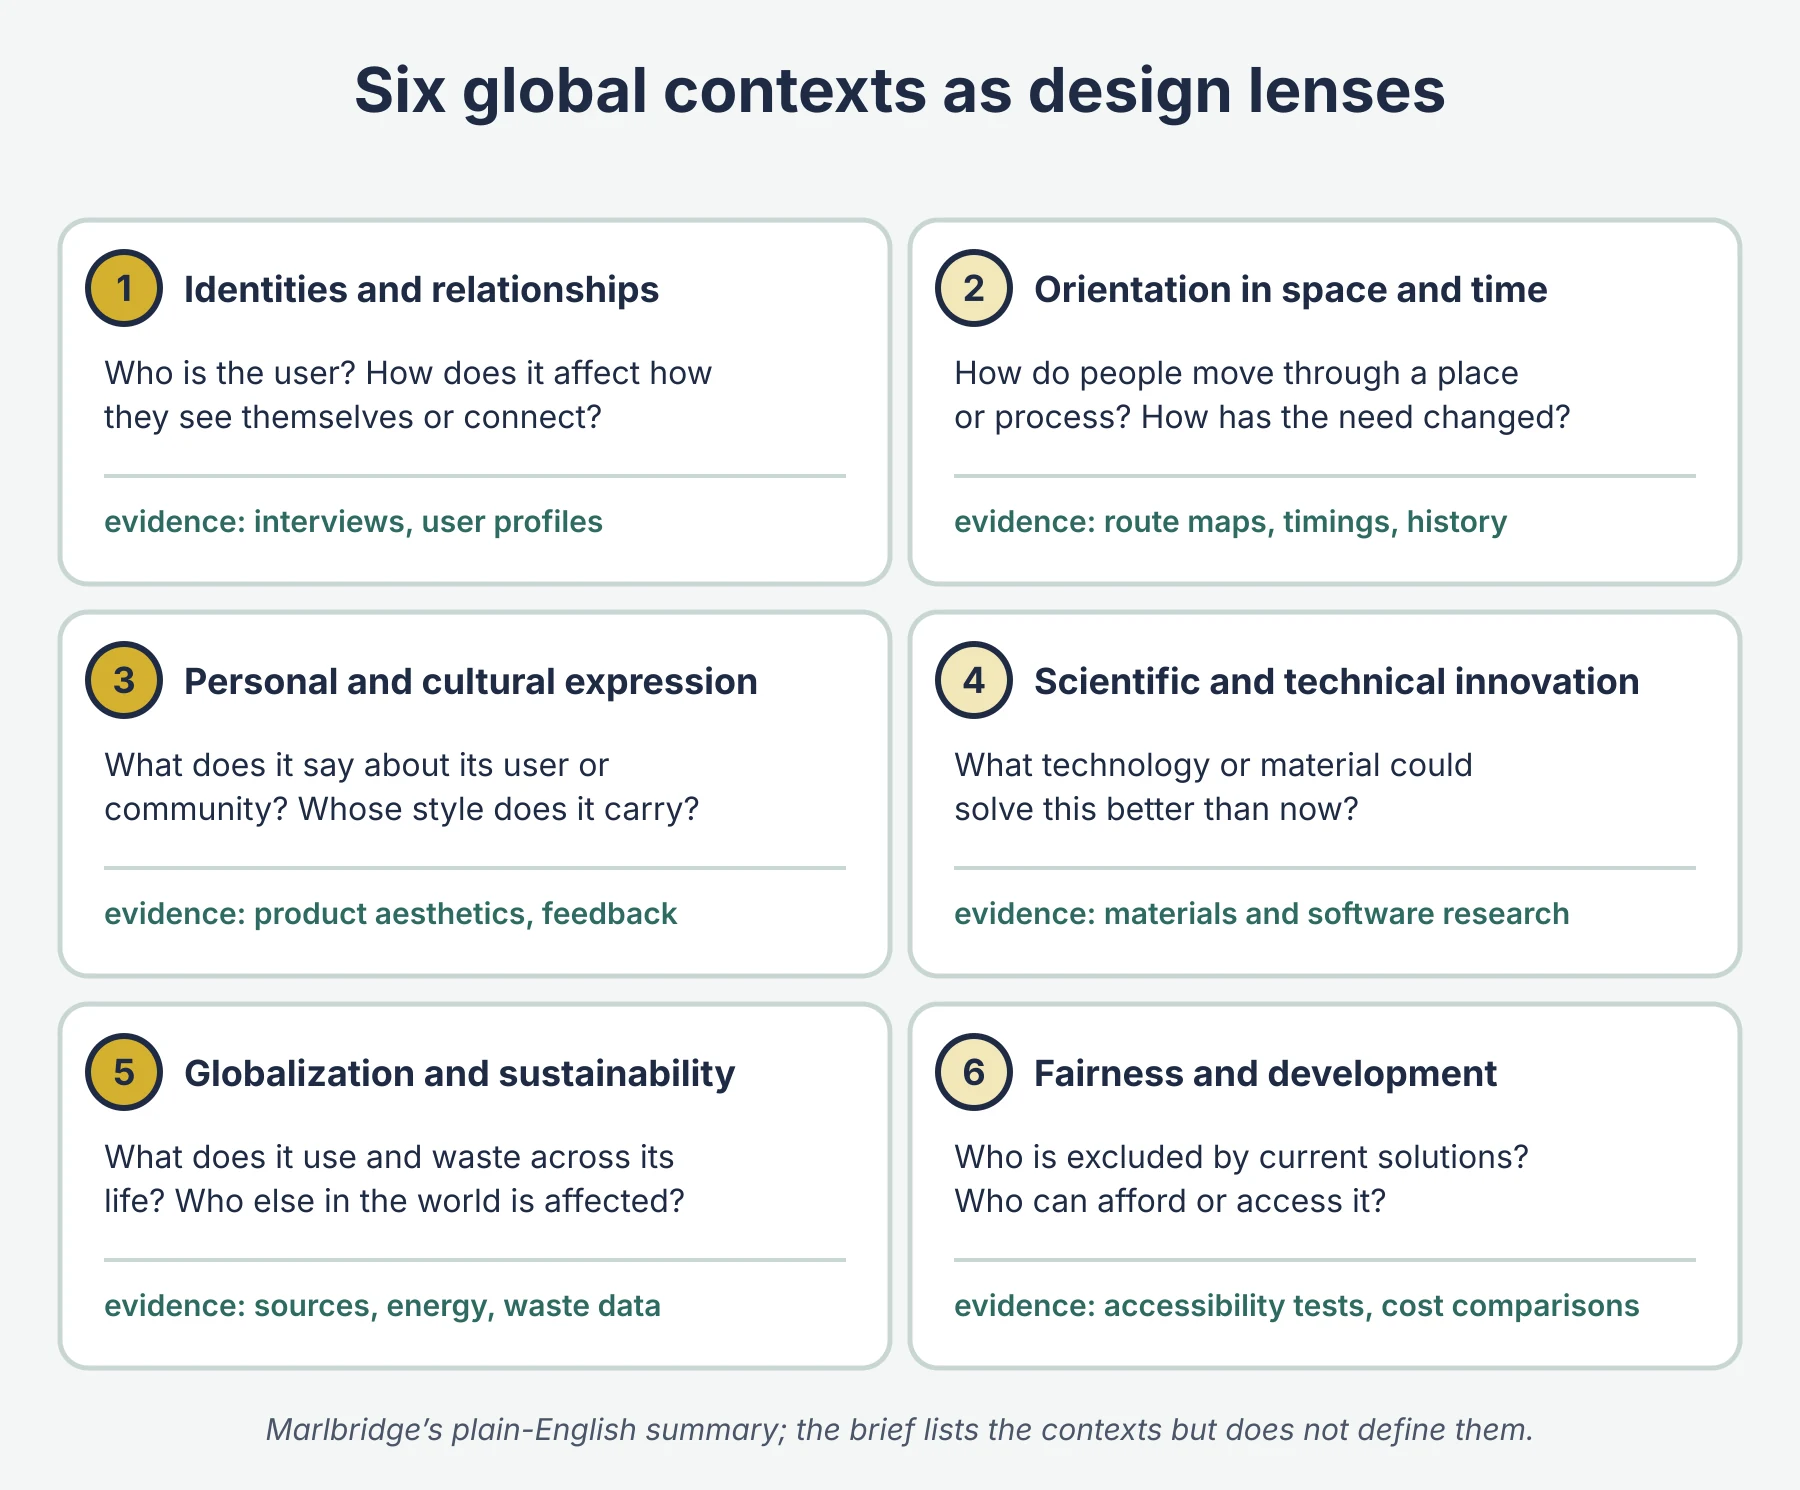 Six global contexts as design lenses
1 Identities and relationships
Who is the user? How does it affect how
they see themselves or connect?
evidence: interviews, user profiles
2 Orientation in space and time
How do people move through a place
or process? How has the need changed?
evidence: route maps, timings, history
3 Personal and cultural expression
What does it say about its user or
community? Whose style does it carry?
evidence: product aesthetics, feedback
4 Scientific and technical innovation
What technology or material could
solve this better than now?
evidence: materials and software research
5 Globalization and sustainability
What does it use and waste across its
life? Who else in the world is affected?
evidence: sources, energy, waste data
6 Fairness and development
Who is excluded by current solutions?
Who can afford or access it?
evidence: accessibility tests, cost comparisons
Marlbridge’s plain-English summary; the brief lists the contexts but does not define them.